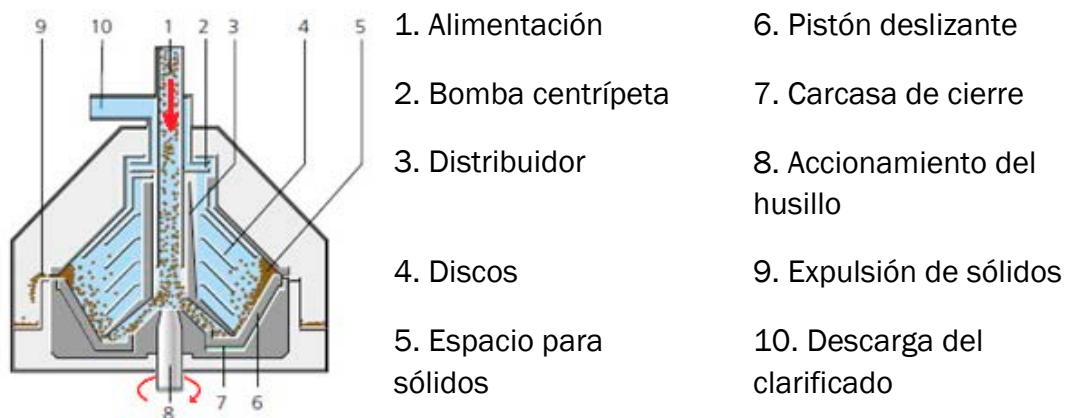 9 10 1 2 3 4 5
8 7 6
1. Alimentación
2. Bomba centrípeta
3. Distribuidor
4. Discos
5. Espacio para
sólidos
6. Pistón deslizante
7. Carcasa de cierre
8. Accionamiento del
husillo
9. Expulsión de sólidos
10. Descarga del
clarificado